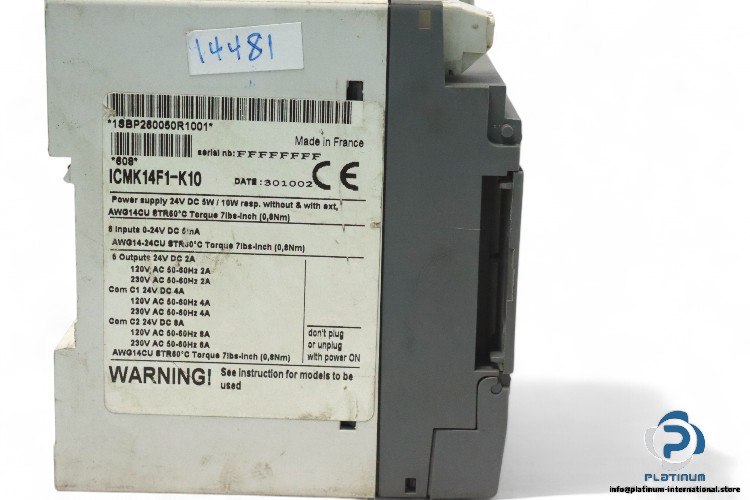 14481
*1SBP260050R1001*
Made in France
serial nb: FFFFFFFF
*608*
ICMK14F1-K10
DATE: 301002
CE
Power supply 24V DC 5W / 10W resp. without & with ext,
AWG14CU STR60°C Torque 7lbs-inch (0,8Nm)
8 Inputs 0-24V DC 5mA
AWG14-24CU STR60°C Torque 7lbs-inch (0,8Nm)
6 Outputs 24V DC 2A
120V AC 50-60Hz 2A
230V AC 50-60Hz 2A
Com C1 24V DC 4A
120V AC 50-60Hz 4A
230V AC 50-60Hz 4A
Com C2 24V DC 8A
120V AC 50-60Hz 8A
230V AC 50-60Hz 8A
AWG14CU STR60°C Torque 7lbs-inch (0,8Nm)
don't plug
or unplug
with power ON
WARNING! See instruction for models to be
used
PLATINUM
INTERNATIONAL
info@platinum-international.store